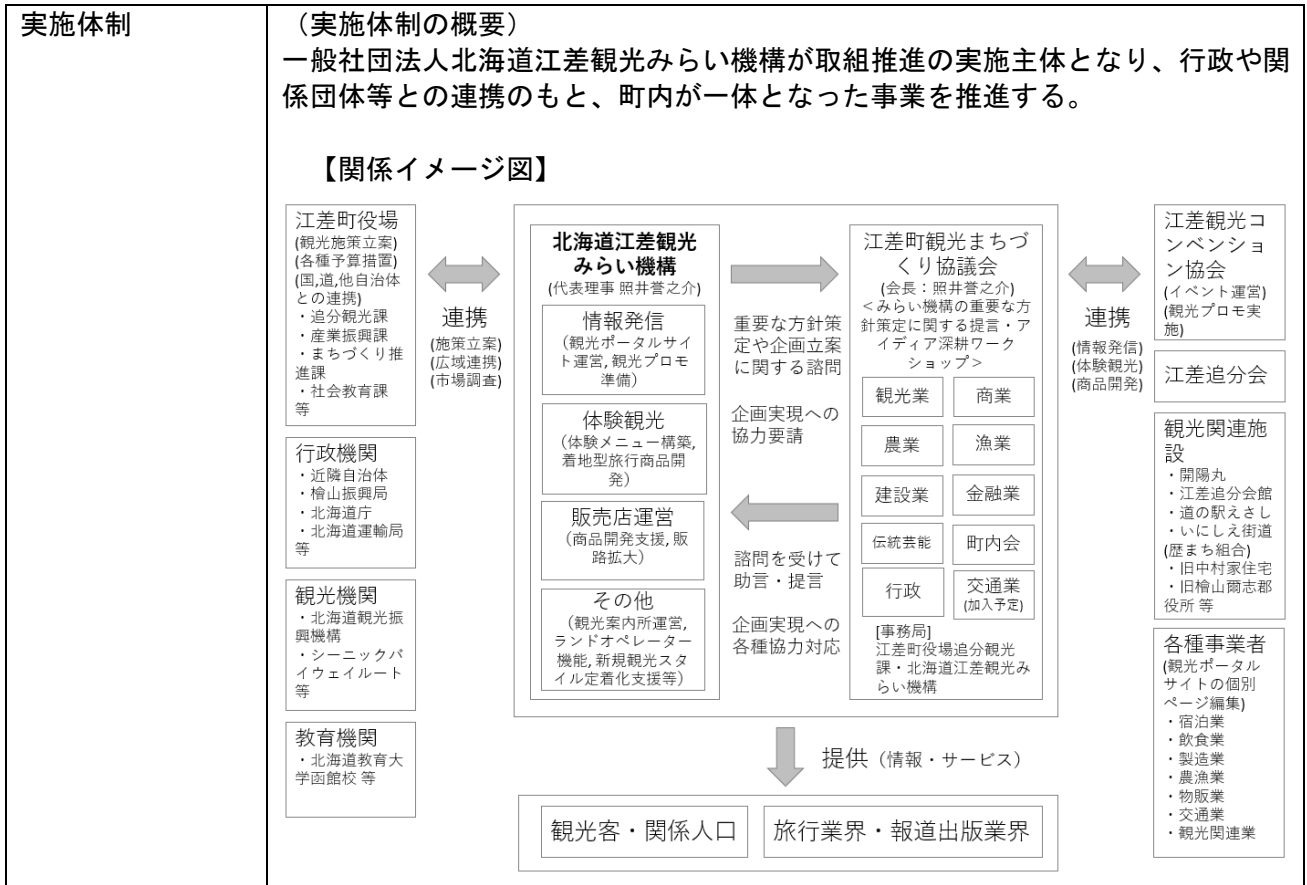 実施体制
（実施体制の概要）
一般社団法人北海道江差観光みらい機構が取組推進の実施主体となり、行政や関
係団体等との連携のもと、町内が一体となった事業を推進する。
【関係イメージ図】
江差町役場
(観光施策立案)
(各種予算措置)
(国,道,他自治体
との連携)
・追分観光課
・産業振興課
・まちづくり推
進課
・社会教育課
等
行政機関
・近隣自治体
・檜山振興局
・北海道庁
・北海道運輸局
等
観光機関
・北海道観光振
興機構
・シーニックバ
イウェイルート
等
教育機関
・北海道教育大
学函館校 等
連携
(施策立案)
(広域連携)
(市場調査)
北海道江差観光
みらい機構
(代表理事 照井誉之介)
情報発信
（観光ポータルサイ
ト運営, 観光プロモ
準備）
体験観光
（体験メニュー構築,
着地型旅行商品開
発）
販売店運営
（商品開発支援, 販
路拡大）
その他
（観光案内所運営,
ランドオペレーター
機能, 新規観光スタ
イル定着化支援等）
重要な方針策
定や企画立案
に関する諮問
企画実現への
協力要請
諮問を受けて
助言・提言
企画実現への
各種協力対応
江差町観光まちづ
くり協議会
(会長：照井誉之介)
＜みらい機構の重要な方
針策定に関する提言・ア
イディア深耕ワーク
ショップ＞
観光業
商業
農業
漁業
建設業
金融業
伝統芸能
町内会
行政
交通業
(加入予定)
[事務局]
江差町役場追分観光
課・北海道江差観光み
らい機構
連携
(情報発信)
(体験観光)
(商品開発)
江差観光コ
ンベンショ
ン協会
(イベント運営)
(観光プロモ実
施)
江差追分会
観光関連施
設
・開陽丸
・江差追分会館
・道の駅えさし
・いにしえ街道
(歴まち組合)
・旧中村家住宅
・旧檜山爾志郡
役所 等
各種事業者
(観光ポータル
サイトの個別
ページ編集)
・宿泊業
・飲食業
・製造業
・農漁業
・物販業
・交通業
・観光関連業
提供（情報・サービス）
観光客・関係人口
旅行業界・報道出版業界